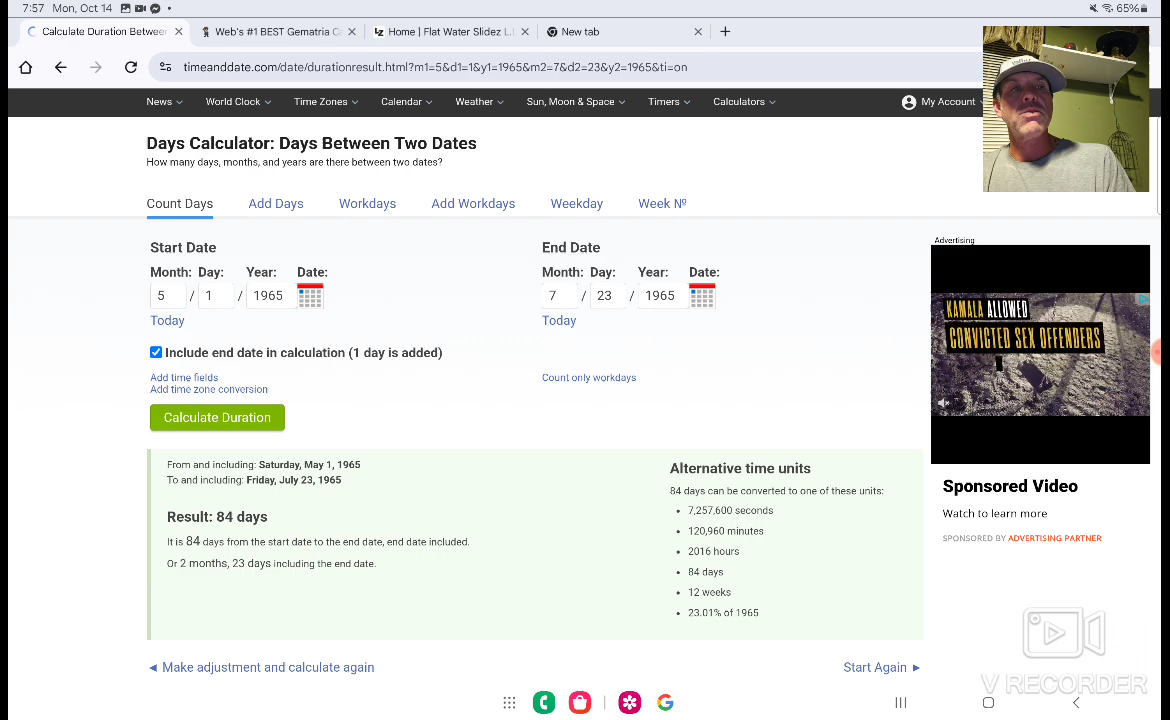 7:57 Mon, Oct 14 65%
Calculate Duration Between
Web's #1 BEST Gematria Ca
Home | Flat Water Slidez L.L
New tab
timeanddate.com/date/durationresult.html?m1=5&d1=1&y1=1965&m2=7&d2=23&y2=1965&ti=on
News World Clock Time Zones Calendar Weather Sun, Moon & Space Timers Calculators My Account
Days Calculator: Days Between Two Dates
How many days, months, and years are there between two dates?
Count Days Add Days Workdays Add Workdays Weekday Week Nº
Start Date
Month: Day: Year: Date:
5 / 1 / 1965
Today
End Date
Month: Day: Year: Date:
7 / 23 / 1965
Today
Include end date in calculation (1 day is added)
Add time fields
Add time zone conversion
Count only workdays
Calculate Duration
From and including: Saturday, May 1, 1965
To and including: Friday, July 23, 1965
Result: 84 days
It is 84 days from the start date to the end date, end date included.
Or 2 months, 23 days including the end date.
Alternative time units
84 days can be converted to one of these units:
7,257,600 seconds
120,960 minutes
2016 hours
84 days
12 weeks
23.01% of 1965
Make adjustment and calculate again
Start Again
Advertising
KAMALA ALLOWED
CONVICTED SEX OFFENDERS
Sponsored Video
Watch to learn more
SPONSORED BY ADVERTISING PARTNER
V RECORDER